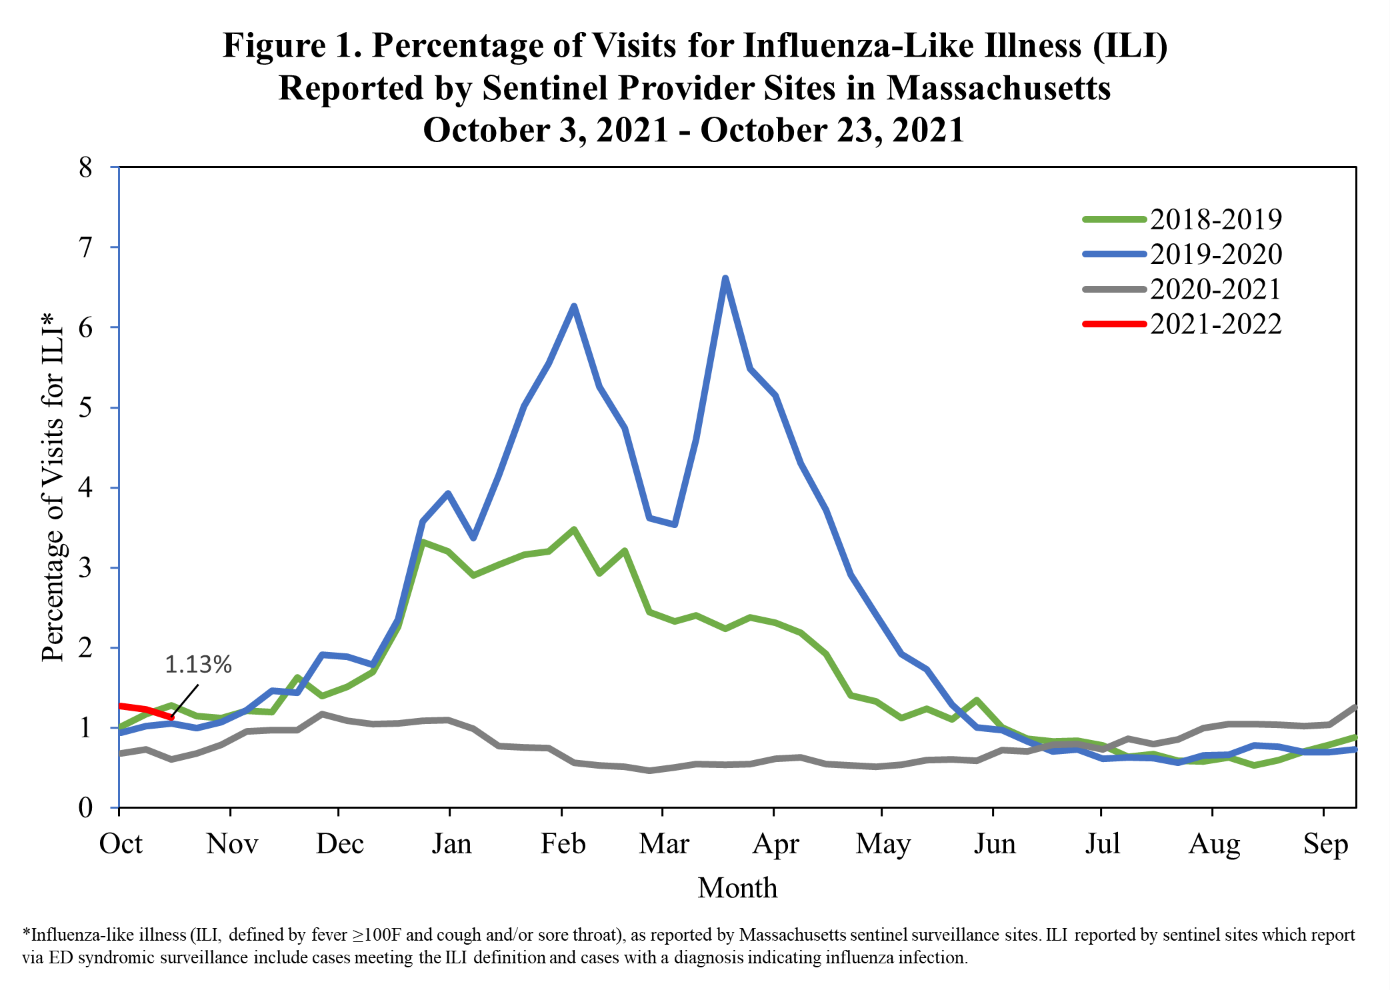 Figure 1. Percentage of Visits for Influenza-Like Illness (ILI)
Reported by Sentinel Provider Sites in Massachusetts
October 3, 2021 - October 23, 2021
8
7
6
5
4
3
2
1
0
Percentage of Visits for ILI*
2018-2019
2019-2020
2020-2021
2021-2022
1.13%
Oct Nov Dec Jan Feb Mar Apr May Jun Jul Aug Sep
Month
*Influenza-like illness (ILI, defined by fever ≥100F and cough and/or sore throat), as reported by Massachusetts sentinel surveillance sites. ILI reported by sentinel sites which report
via ED syndromic surveillance include cases meeting the ILI definition and cases with a diagnosis indicating influenza infection.